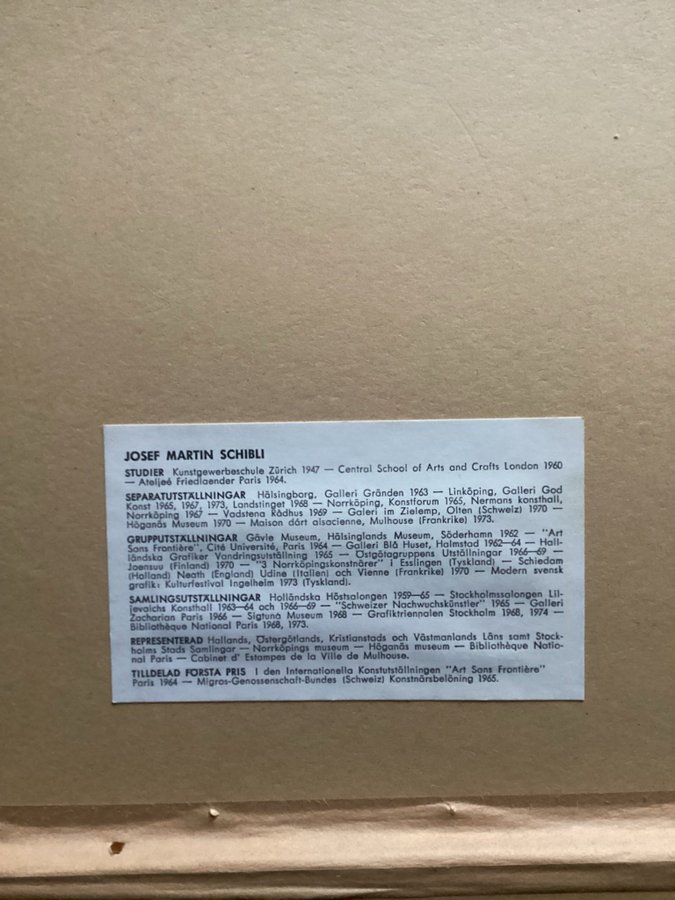 JOSEF MARTIN SCHIBLI
STUDIER Kunstgewerbeschule Zürich 1947 — Central School of Arts and Crafts London 1960
— Ateljeé Friedlaender Paris 1964.
SEPARATUTSTÄLLNINGAR Hälsingborg, Galleri Gränden 1963 — Linköping, Galleri God
Konst 1965, 1967, 1973, Landstinget 1968 — Norrköping, Konstforum 1965, Nermans konsthall,
Norrköping 1967 — Vadstena Rådhus 1969 — Galeri im Zielemp, Olten (Schweiz) 1970 —
Höganäs Museum 1970 — Maison dárt alsacienne, Mulhouse (Frankrike) 1973.
GRUPPUTSTÄLLNINGAR Gävle Museum, Hälsinglands Museum, Söderhamn 1962 — "Art
Sans Frontière", Cité Université, Paris 1964 — Galleri Blå Huset, Halmstad 1962—64 — Hall-
ländska Grafiker Vandringsutställning 1965 — Östgötagruppens Utställningar 1966—69 —
Joensuu (Finland) 1970 — "3 Norrköpingskonstnärer" i Esslingen (Tyskland) — Schiedam
(Holland) Neath (England) Udine (Italien) och Vienne (Frankrike) 1970 — Modern svensk
grafik, Kulturfestival Ingelheim 1973 (Tyskland).
SAMLINGSUTSTÄLLNINGAR Holländska Höstsalongen 1959—65 — Stockholmssalongen Lil-
jevalchs Konsthall 1963—64 och 1966—69 — "Schweizer Nachwuchskünstler" 1965 — Galleri
Zacharian Paris 1966 — Sigtuna Museum 1968 — Grafiktriennalen Stockholm 1968, 1974 —
Bibliothèque National Paris 1968, 1973.
REPRESENTERAD Hallands, Östergötlands, Kristianstads och Västmanlands Läns samt Stock-
holms Stads Samlingar — Norrköpings museum — Höganäs museum — Bibliothèque Natio-
nal Paris — Cabinet d' Estampes de la Ville de Mulhouse.
TILLDELAD FÖRSTA PRIS I den Internationella Konstutställningen "Art Sans Frontière"
Paris 1964 — Migros-Genossenschaft-Bundes (Schweiz) Konstnärsbelöning 1965.